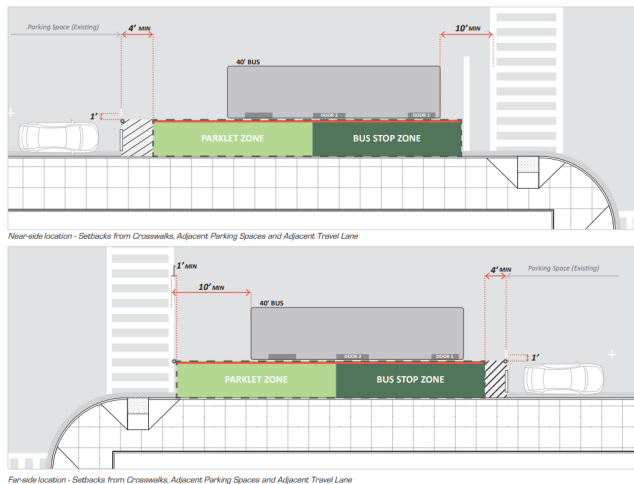 Parking Space (Existing)
4' MIN
10' MIN
40' BUS
1'
DOOR 2
DOOR 1
PARKLET ZONE
BUS STOP ZONE
Near-side location - Setbacks from Crosswalks, Adjacent Parking Spaces and Adjacent Travel Lane
1' MIN
4' MIN
Parking Space (Existing)
10' MIN
40' BUS
1'
DOOR 2
DOOR 1
PARKLET ZONE
BUS STOP ZONE
Far-side location - Setbacks from Crosswalks, Adjacent Parking Spaces and Adjacent Travel Lane